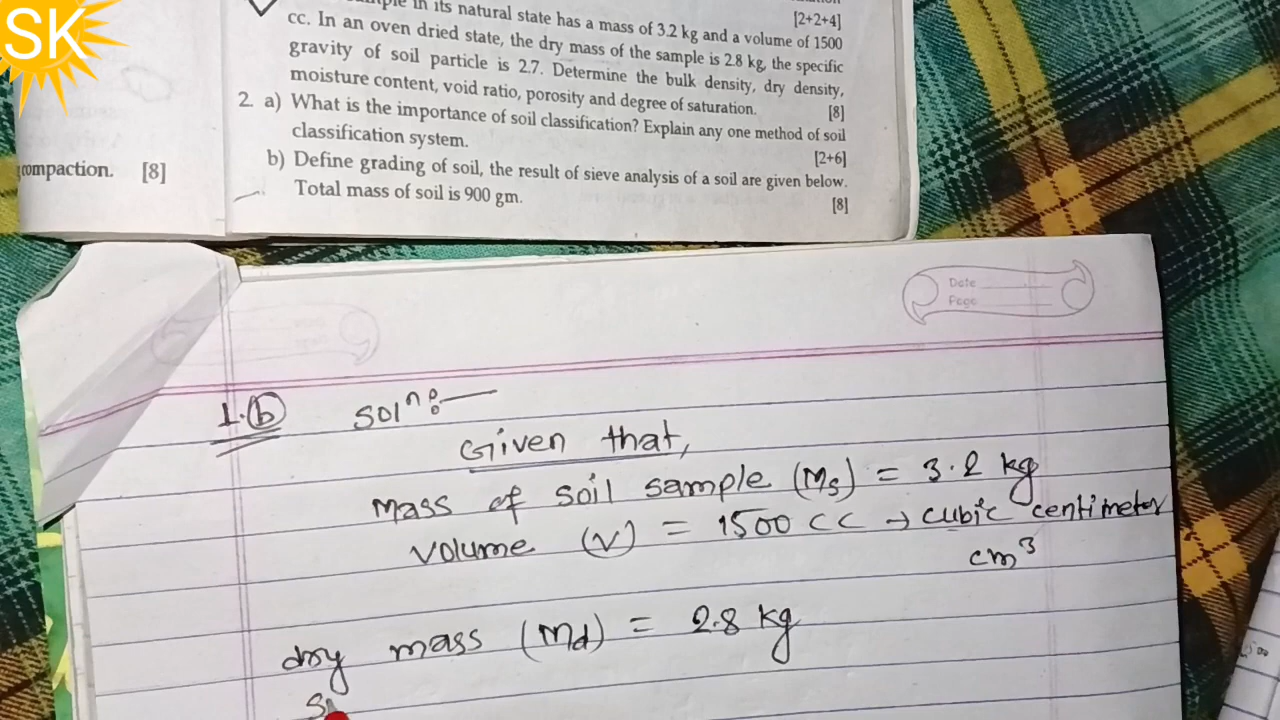 SK
in its natural state has a mass of 3.2 kg and a volume of 1500
[2+2+4]
cc. In an oven dried state, the dry mass of the sample is 2.8 kg, the specific
gravity of soil particle is 2.7. Determine the bulk density, dry density,
moisture content, void ratio, porosity and degree of saturation. [8]
2. a) What is the importance of soil classification? Explain any one method of soil
classification system. [2+6]
b) Define grading of soil, the result of sieve analysis of a soil are given below.
Total mass of soil is 900 gm. [8]
compaction. [8]
Date
Page
1.(b) Solⁿ:—
Given that,
Mass of soil sample (Ms) = 3.2 kg
Volume (V) = 1500 CC → cubic centimeter
cm³
dry mass (Md) = 2.8 kg
S